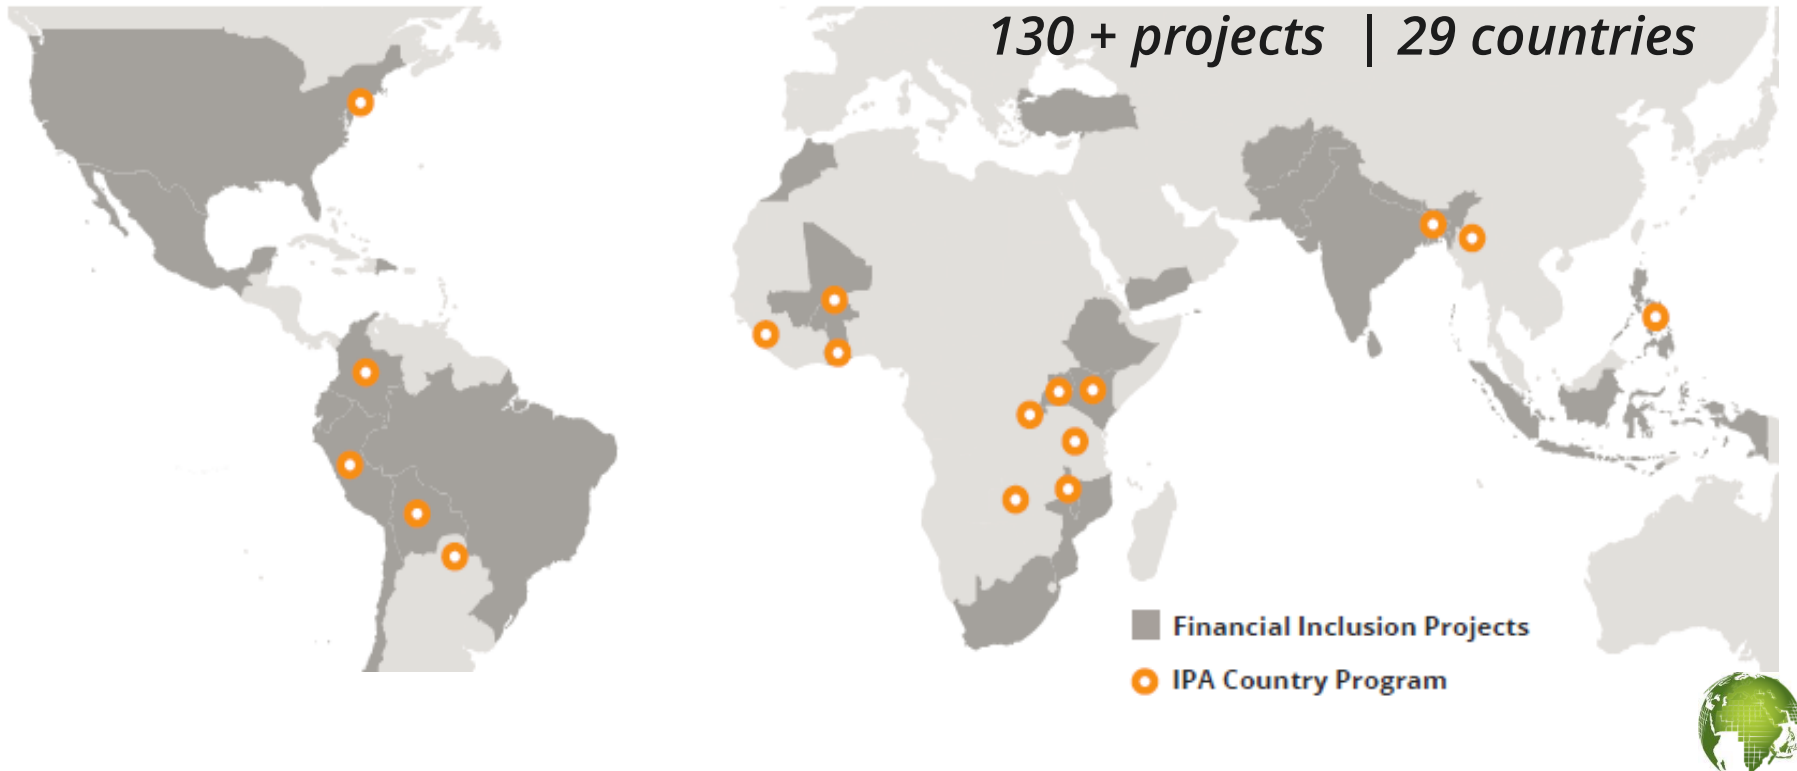 130 + projects | 29 countries
Financial Inclusion Projects
IPA Country Program